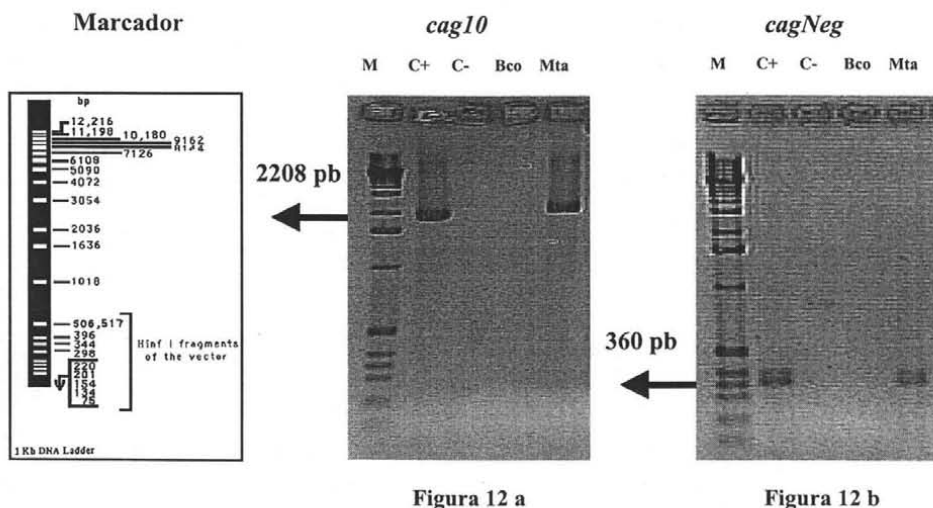 Marcador
bp
12,216
11,198
10,180
9162
8144
7126
6108
5090
4072
3054
2036
1636
1018
506,517
396
344
298
220
201
154
134
75
Hinf I fragments
of the vector
1 Kb DNA Ladder
cag10
M C+ C- Bco Mta
2208 pb
Figura 12 a
cagNeg
M C+ C- Bco Mta
360 pb
Figura 12 b